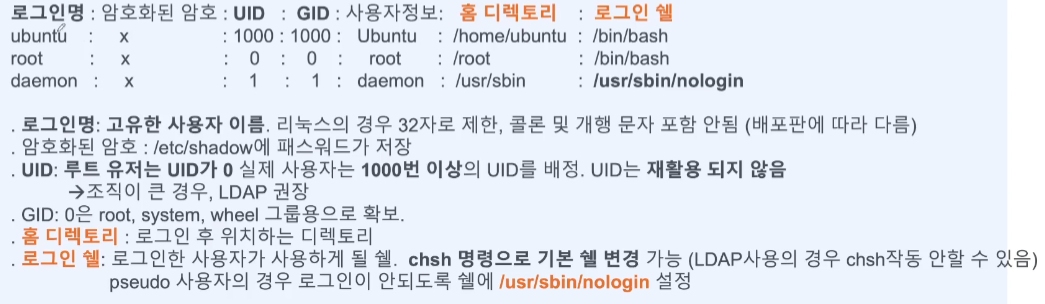 로그인명 : 암호화된 암호 : UID : GID : 사용자정보: 홈 디렉토리 : 로그인 쉘
ubuntu : x : 1000 : 1000 : Ubuntu : /home/ubuntu : /bin/bash
root : x : 0 : 0 : root : /root : /bin/bash
daemon : x : 1 : 1 : daemon : /usr/sbin : /usr/sbin/nologin
. 로그인명: 고유한 사용자 이름. 리눅스의 경우 32자로 제한, 콜론 및 개행 문자 포함 안됨 (배포판에 따라 다름)
. 암호화된 암호 : /etc/shadow에 패스워드가 저장
. UID: 루트 유저는 UID가 0 실제 사용자는 1000번 이상의 UID를 배정. UID는 재활용 되지 않음
→조직이 큰 경우, LDAP 권장
. GID: 0은 root, system, wheel 그룹용으로 확보.
. 홈 디렉토리 : 로그인 후 위치하는 디렉토리
. 로그인 쉘: 로그인한 사용자가 사용하게 될 쉘. chsh 명령으로 기본 쉘 변경 가능 (LDAP사용의 경우 chsh작동 안할 수 있음)
pseudo 사용자의 경우 로그인이 안되도록 쉘에 /usr/sbin/nologin 설정